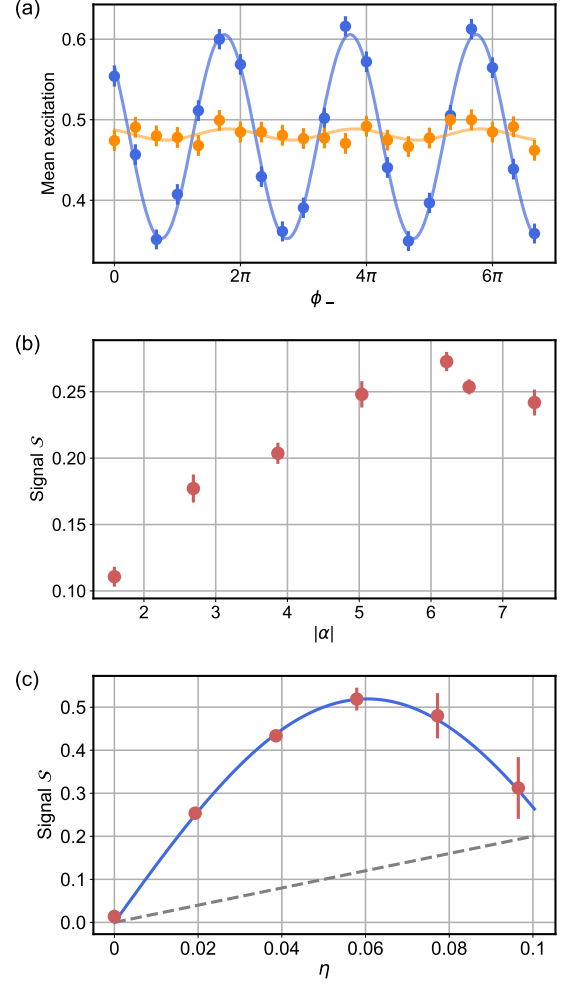 (a)
Mean excitation
0.6
0.5
0.4
0 2π 4π 6π
ϕ₋
(b)
Signal 𝒮
0.25
0.20
0.15
0.10
2 3 4 5 6 7
|α|
(c)
Signal 𝒮
0.5
0.4
0.3
0.2
0.1
0.0
0 0.02 0.04 0.06 0.08 0.1
η